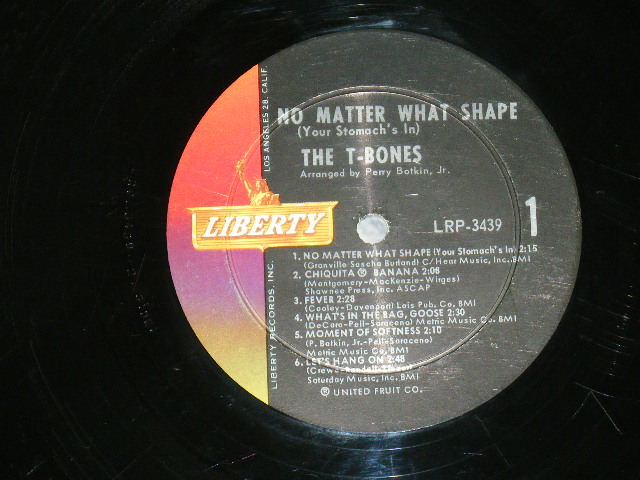 NO MATTER WHAT SHAPE
(Your Stomach's In)
THE T-BONES
Arranged by Perry Botkin, Jr.
LIBERTY
LRP-3439
1
1. NO MATTER WHAT SHAPE (Your Stomach's In) 2:15
(Granville Sascha Burland) C/Hear Music, Inc. BMI
2. CHIQUITA ® BANANA 2:08
(Montgomery-MacKenzie-Wirges)
Shawnee Press, Inc. ASCAP
3. FEVER 2:28
(Cooley-Davenport) Lois Pub. Co. BMI
4. WHAT'S IN THE BAG, GOOSE 2:30
(DeCaro-Pell-Saraceno) Metric Music Co. BMI
5. MOMENT OF SOFTNESS 2:10
(P. Botkin, Jr.-Pell-Saraceno)
Metric Music Co. BMI
6. LET'S HANG ON 2:48
(Crewe-
Saturday Music, Inc. BMI
® UNITED FRUIT CO.
LIBERTY RECORDS, INC.
LOS ANGELES 28, CALIF.